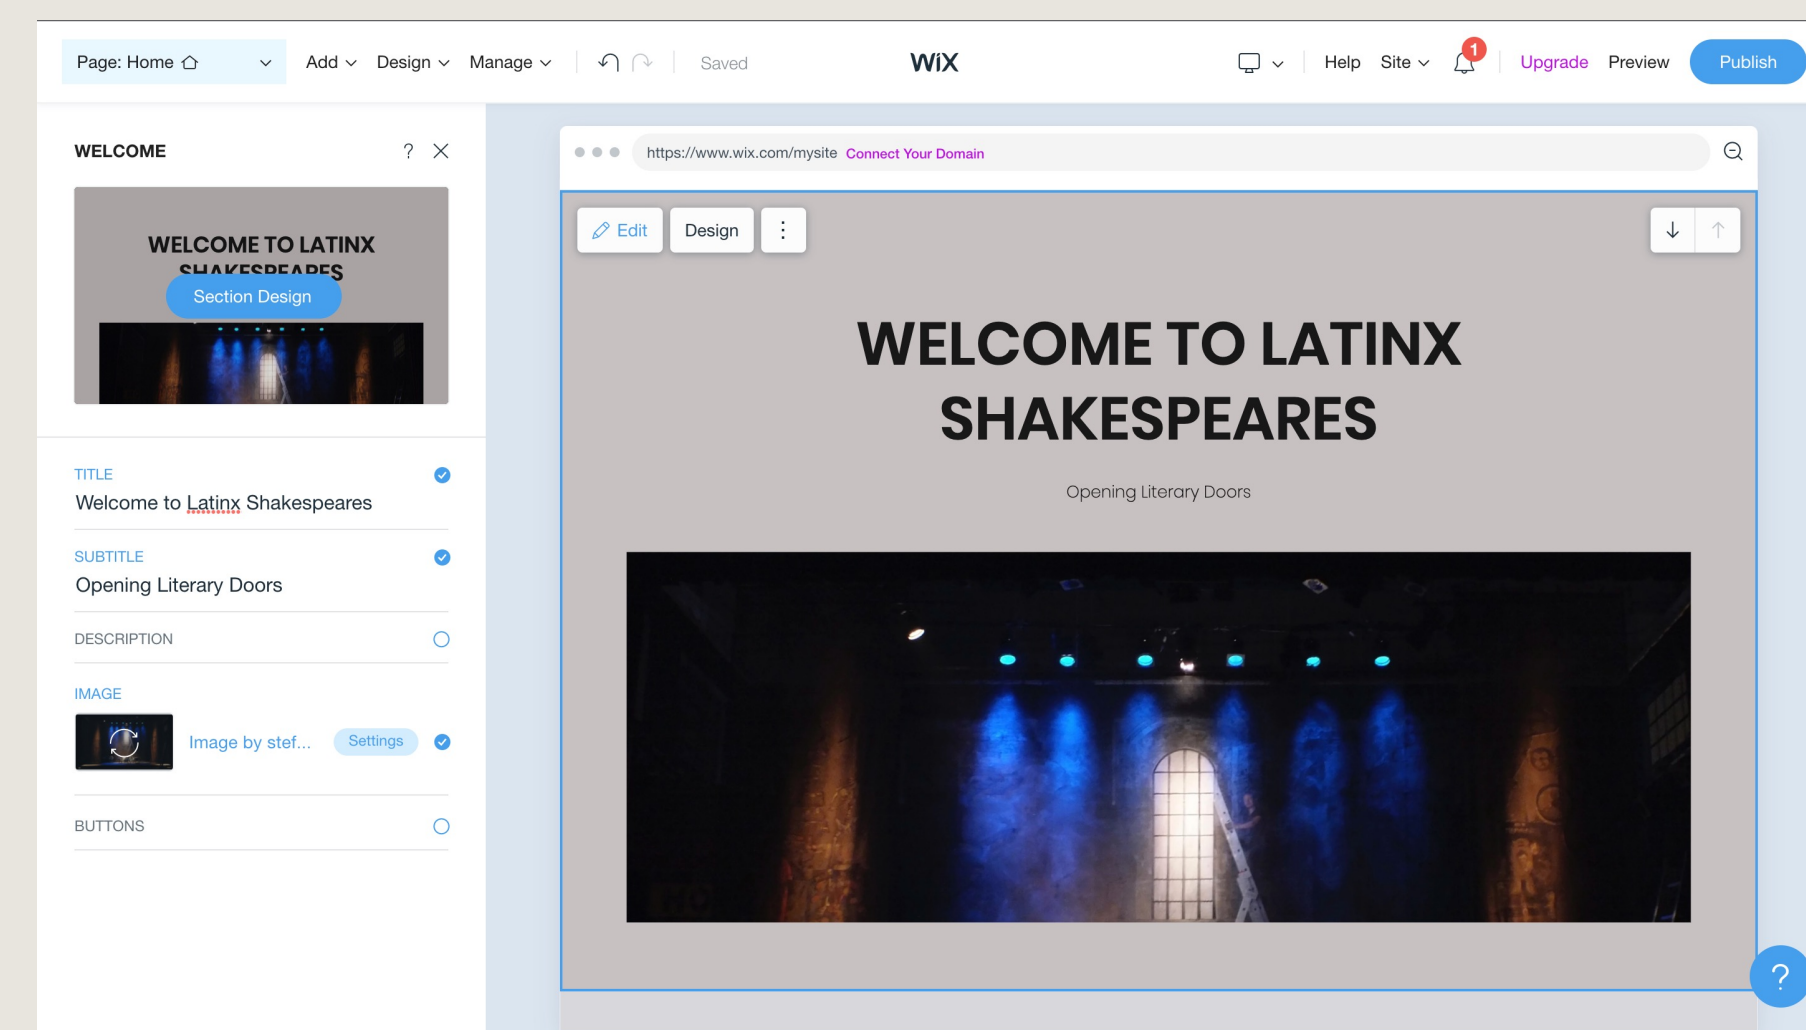 Page: Home
Add
Design
Manage
Saved
WiX
Help
Site
1
Upgrade
Preview
Publish
WELCOME
?
WELCOME TO LATINX
SHAKESPEARES
Section Design
TITLE
Welcome to Latinx Shakespeares
SUBTITLE
Opening Literary Doors
DESCRIPTION
IMAGE
Image by stef...
Settings
BUTTONS
https://www.wix.com/mysite Connect Your Domain
Edit
Design
WELCOME TO LATINX
SHAKESPEARES
Opening Literary Doors
?